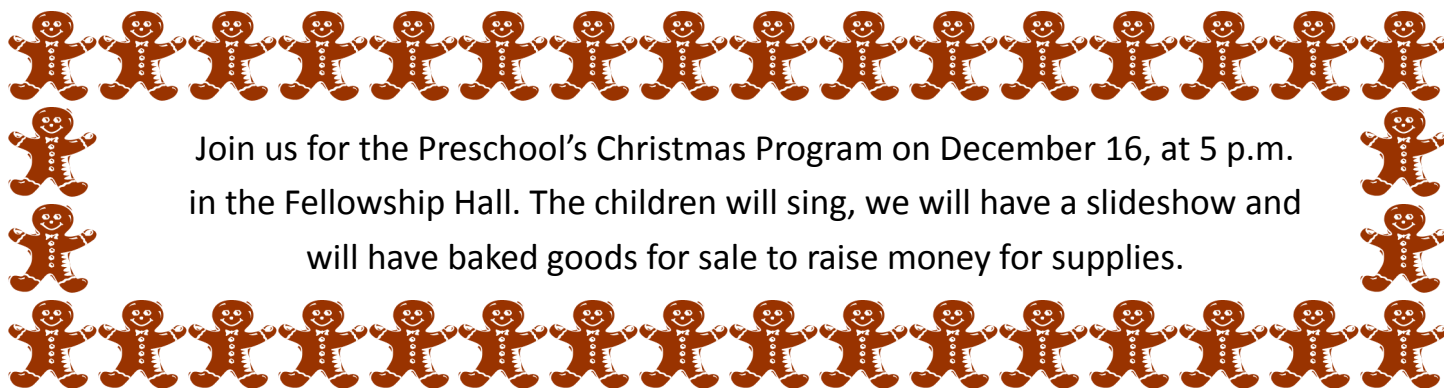 Join us for the Preschool’s Christmas Program on December 16, at 5 p.m.
in the Fellowship Hall. The children will sing, we will have a slideshow and
will have baked goods for sale to raise money for supplies.